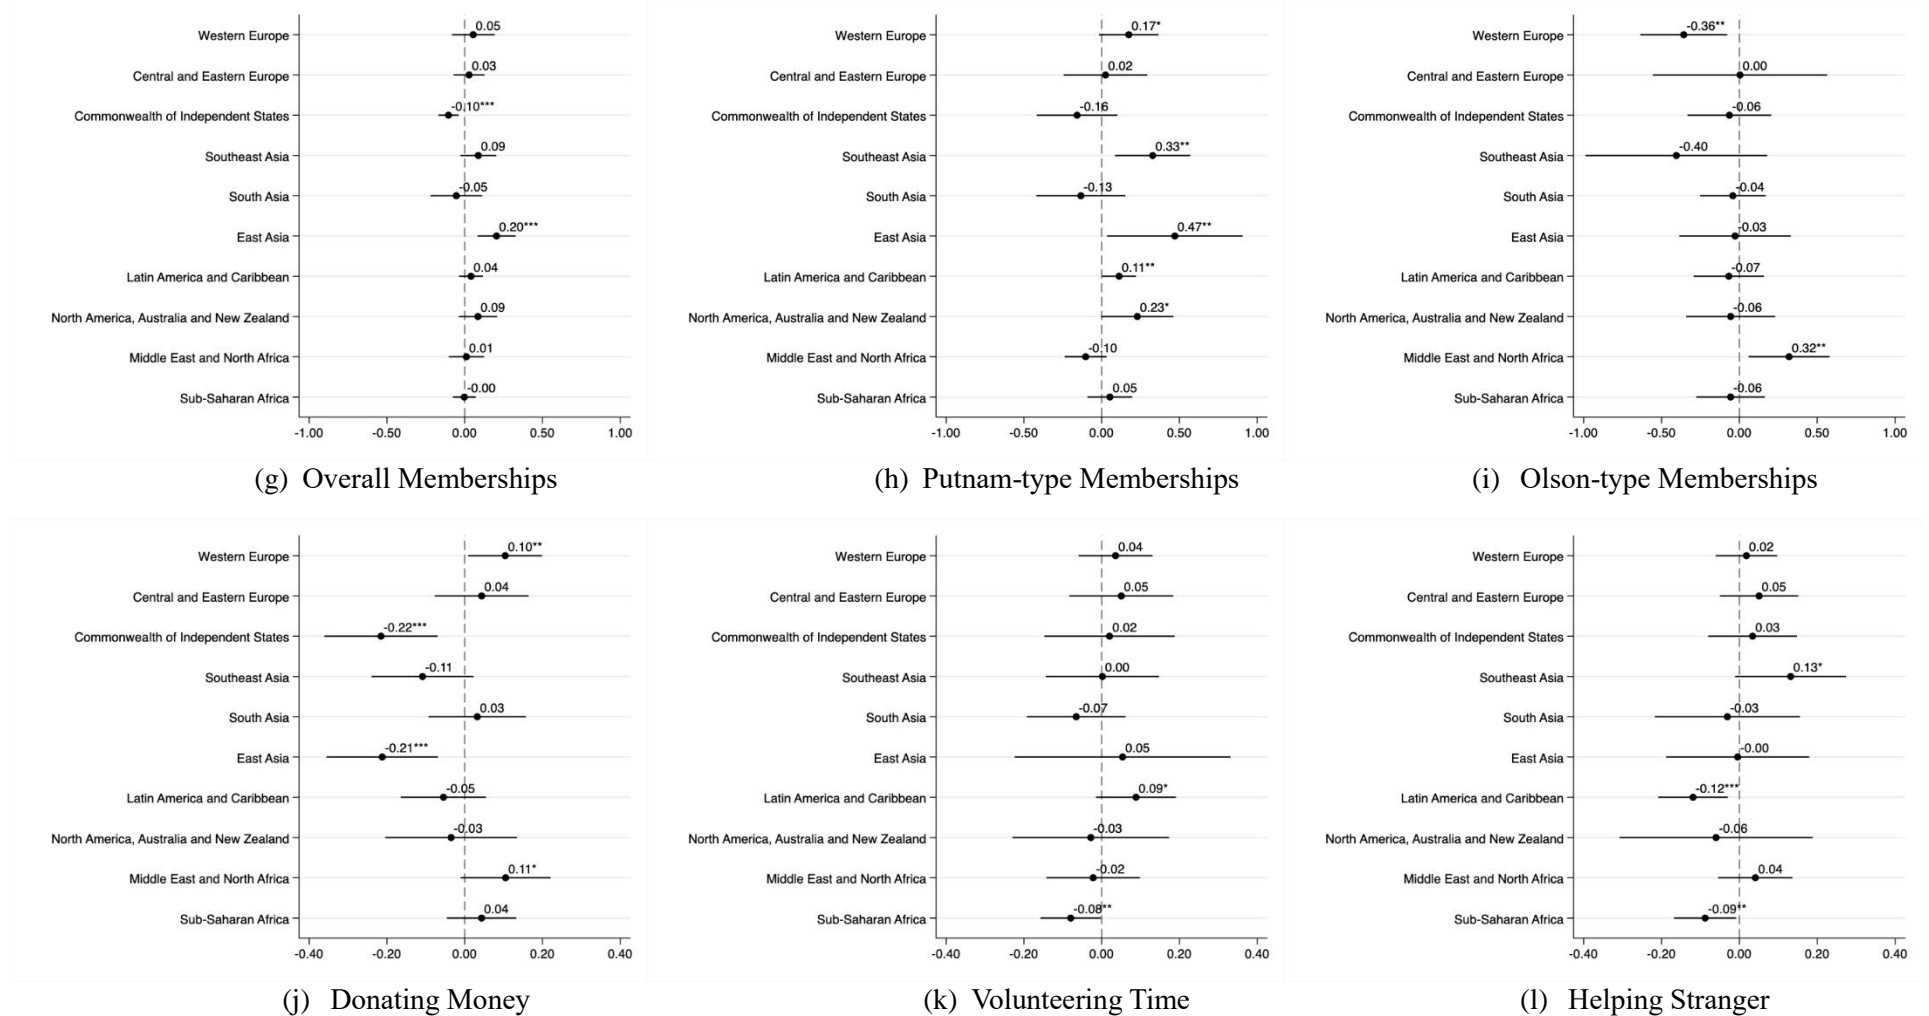 Western Europe 0.05
Central and Eastern Europe 0.03
Commonwealth of Independent States -0.10***
Southeast Asia 0.09
South Asia -0.05
East Asia 0.20***
Latin America and Caribbean 0.04
North America, Australia and New Zealand 0.09
Middle East and North Africa 0.01
Sub-Saharan Africa -0.00
-1.00 -0.50 0.00 0.50 1.00
(g) Overall Memberships
Western Europe 0.17*
Central and Eastern Europe 0.02
Commonwealth of Independent States -0.16
Southeast Asia 0.33**
South Asia -0.13
East Asia 0.47**
Latin America and Caribbean 0.11**
North America, Australia and New Zealand 0.23*
Middle East and North Africa -0.10
Sub-Saharan Africa 0.05
-1.00 -0.50 0.00 0.50 1.00
(h) Putnam-type Memberships
Western Europe -0.36**
Central and Eastern Europe 0.00
Commonwealth of Independent States -0.06
Southeast Asia -0.40
South Asia -0.04
East Asia -0.03
Latin America and Caribbean -0.07
North America, Australia and New Zealand -0.06
Middle East and North Africa 0.32**
Sub-Saharan Africa -0.06
-1.00 -0.50 0.00 0.50 1.00
(i) Olson-type Memberships
Western Europe 0.10**
Central and Eastern Europe 0.04
Commonwealth of Independent States -0.22***
Southeast Asia -0.11
South Asia 0.03
East Asia -0.21***
Latin America and Caribbean -0.05
North America, Australia and New Zealand -0.03
Middle East and North Africa 0.11*
Sub-Saharan Africa 0.04
-0.40 -0.20 0.00 0.20 0.40
(j) Donating Money
Western Europe 0.04
Central and Eastern Europe 0.05
Commonwealth of Independent States 0.02
Southeast Asia 0.00
South Asia -0.07
East Asia 0.05
Latin America and Caribbean 0.09*
North America, Australia and New Zealand -0.03
Middle East and North Africa -0.02
Sub-Saharan Africa -0.08**
-0.40 -0.20 0.00 0.20 0.40
(k) Volunteering Time
Western Europe 0.02
Central and Eastern Europe 0.05
Commonwealth of Independent States 0.03
Southeast Asia 0.13*
South Asia -0.03
East Asia -0.00
Latin America and Caribbean -0.12***
North America, Australia and New Zealand -0.06
Middle East and North Africa 0.04
Sub-Saharan Africa -0.09**
-0.40 -0.20 0.00 0.20 0.40
(l) Helping Stranger